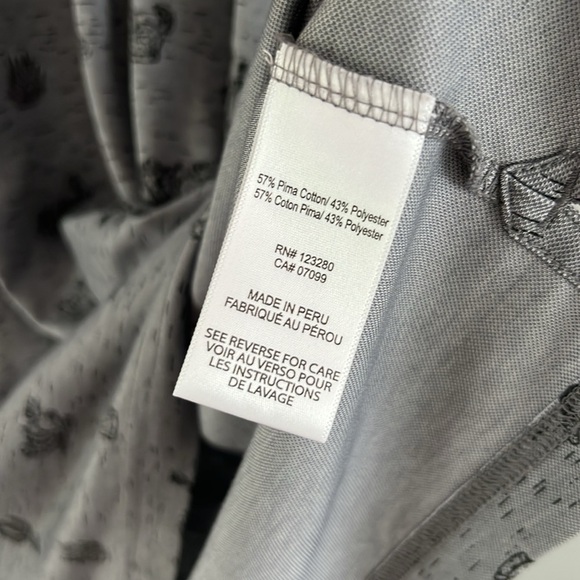 57% Pima Cotton/ 43% Polyester
57% Coton Pima/ 43% Polyester
RN# 123280
CA# 07099
MADE IN PERU
FABRIQUÉ AU PÉROU
SEE REVERSE FOR CARE
VOIR AU VERSO POUR
LES INSTRUCTIONS
DE LAVAGE